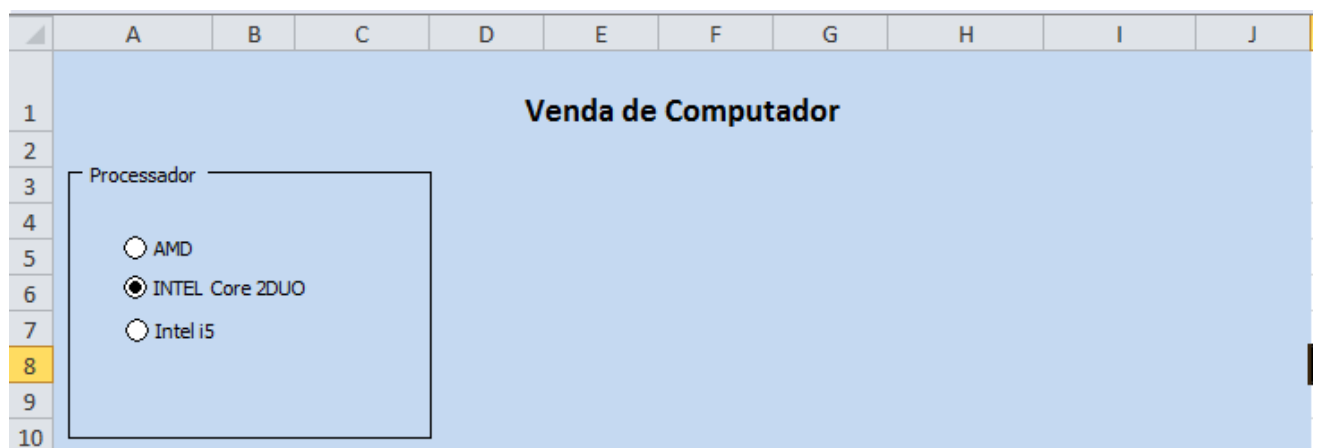 A B C D E F G H I J
1 Venda de Computador
2
3 Processador
4
5 AMD
6 INTEL Core 2DUO
7 Intel i5
8
9
10